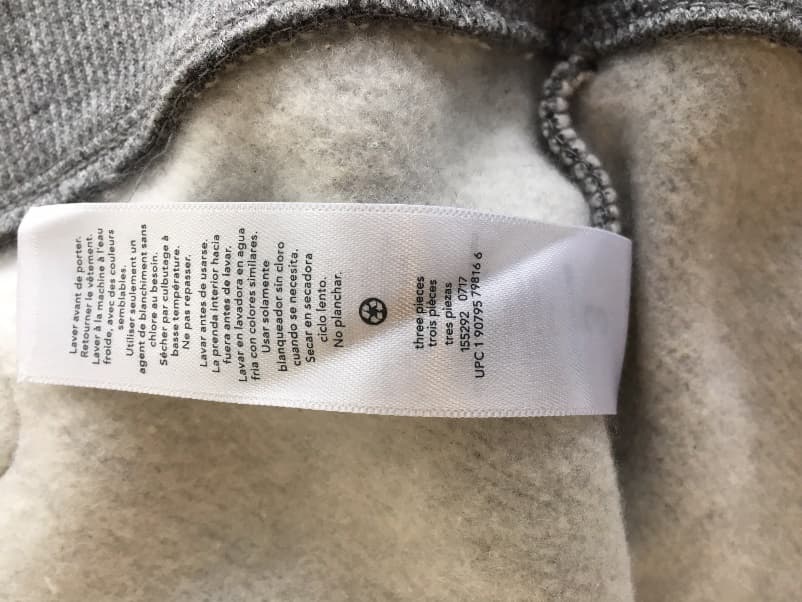 Laver avant de porter.
Retourner le vêtement.
Laver à la machine à l'eau
froide, avec des couleurs
semblables.
Utiliser seulement un
agent de blanchiment sans
chlore au besoin.
Sécher par culbutage à
basse température.
Ne pas repasser.
Lavar antes de usarse.
La prenda interior hacia
fuera antes de lavar.
Lavar en lavadora en agua
fria con colores similares.
Usar solamente
blanqueador sin cloro
cuando se necesita.
Secar en secadora
ciclo lento.
No planchar.
three pieces
trois pièces
tres piezas
155292 0717
UPC 1 90795 79816 6